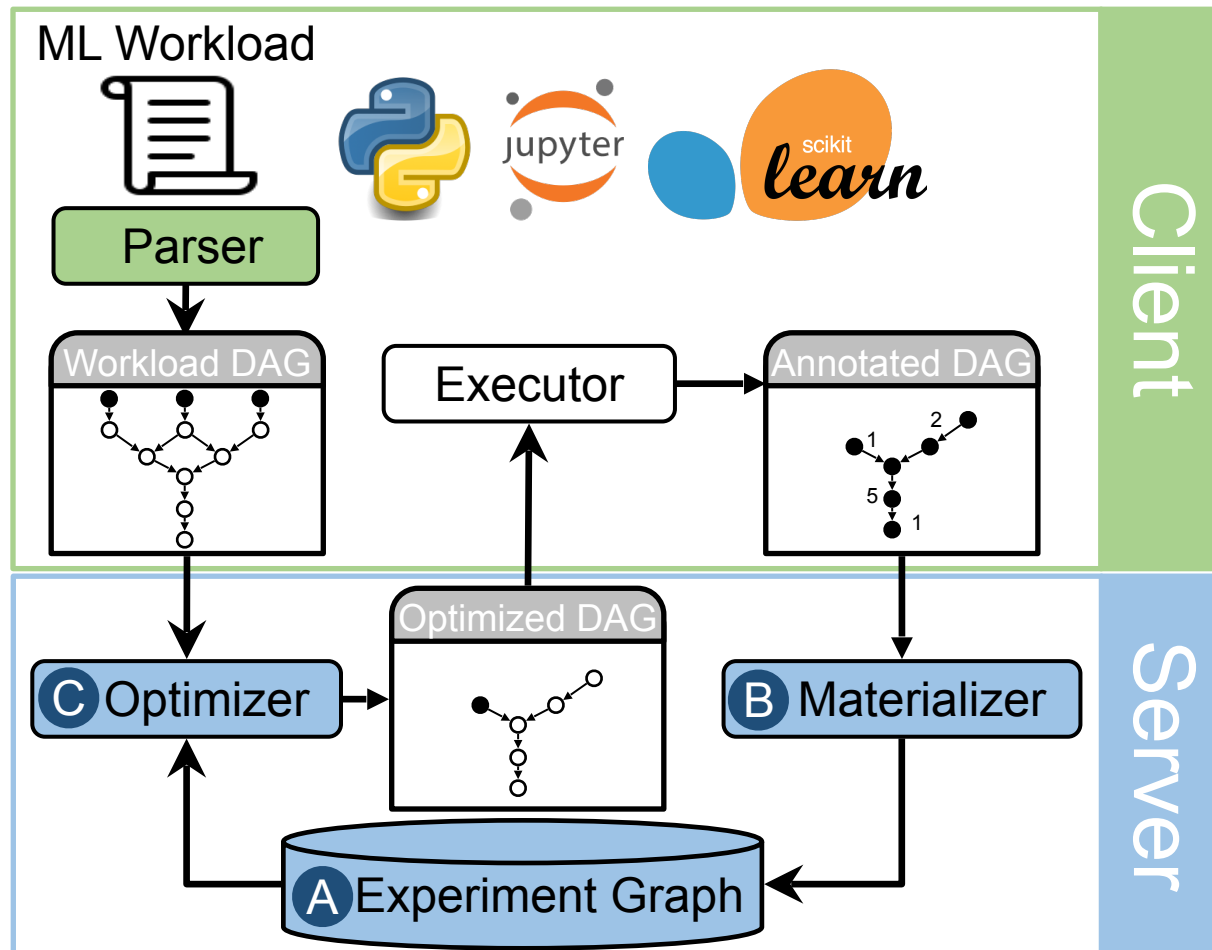 ML Workload
jupyter
scikit
learn
Parser
Client
Workload DAG
Executor
Annotated DAG
1
2
5
1
Optimized DAG
Server
C Optimizer
B Materializer
A Experiment Graph